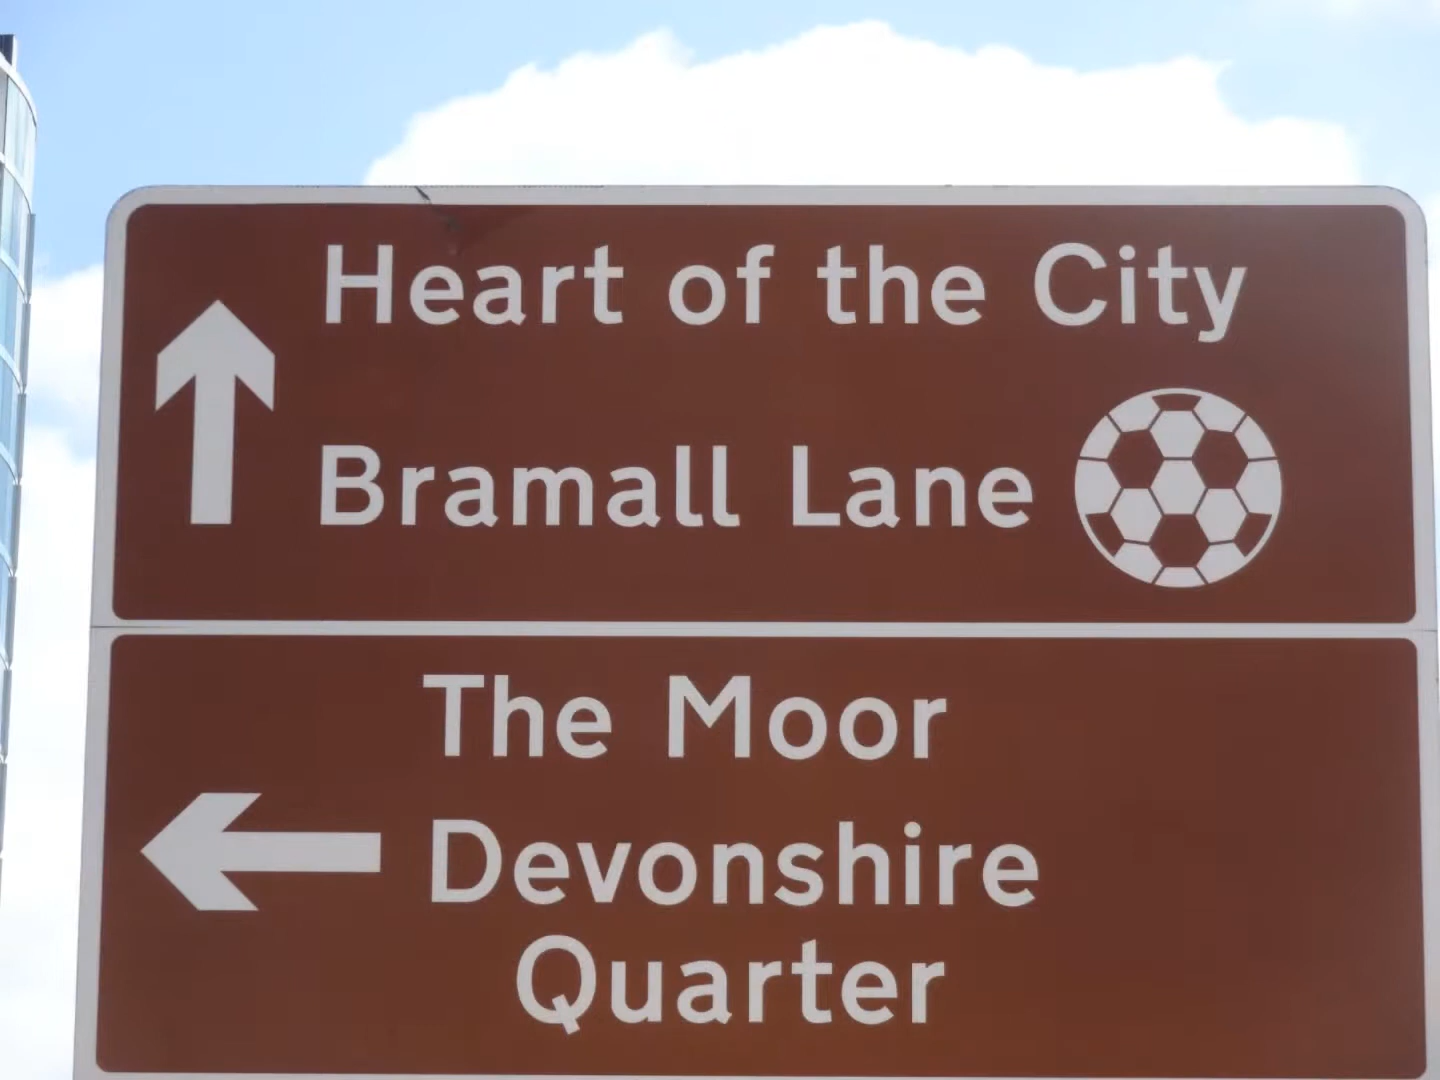 Heart of the City
Bramall Lane
The Moor
Devonshire
Quarter